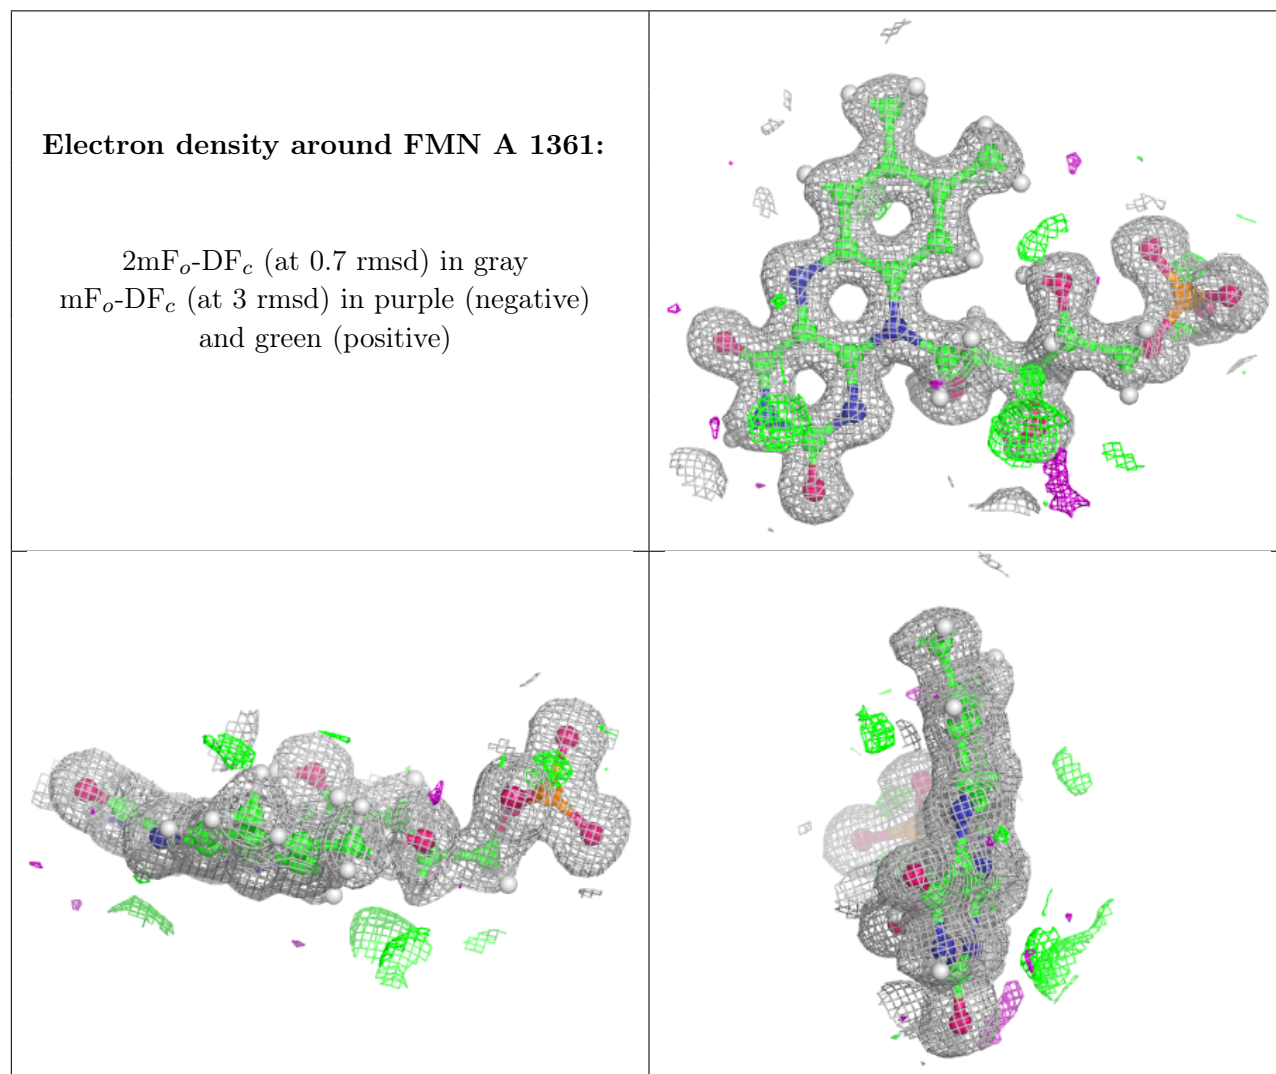 Electron density around FMN A 1361:
2mFo-DFc (at 0.7 rmsd) in gray
mFo-DFc (at 3 rmsd) in purple (negative)
and green (positive)